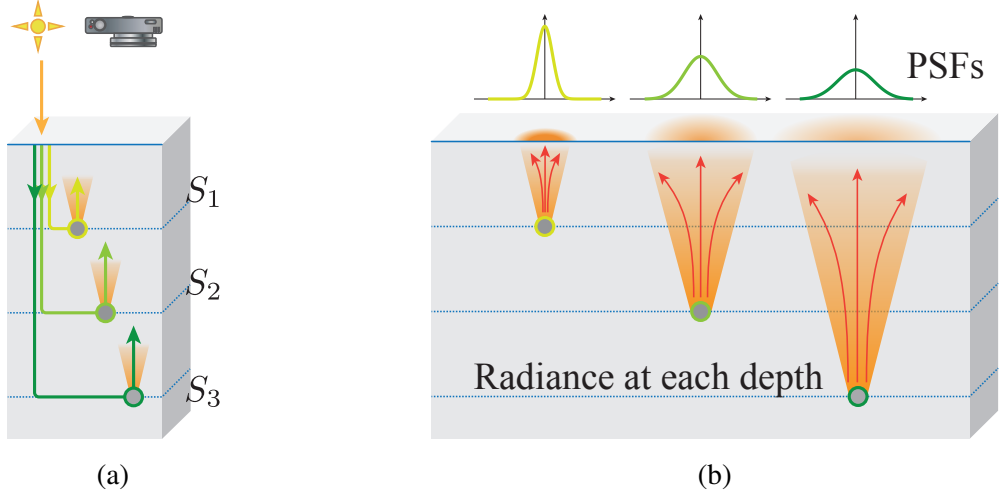 PSFs
S₁
S₂
S₃
Radiance at each depth
(a)
(b)